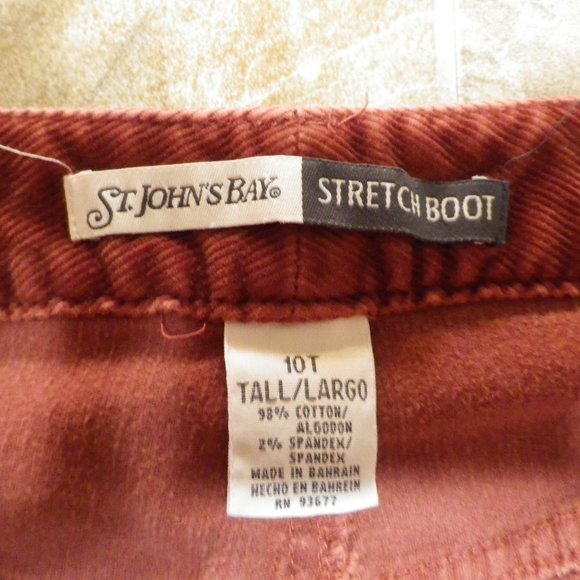 ST. JOHN'S BAY® STRETCH BOOT
10T
TALL/LARGO
98% COTTON/
ALGODON
2% SPANDEX/
SPANDEX
MADE IN BAHRAIN
HECHO EN BAHREIN
RN 93677